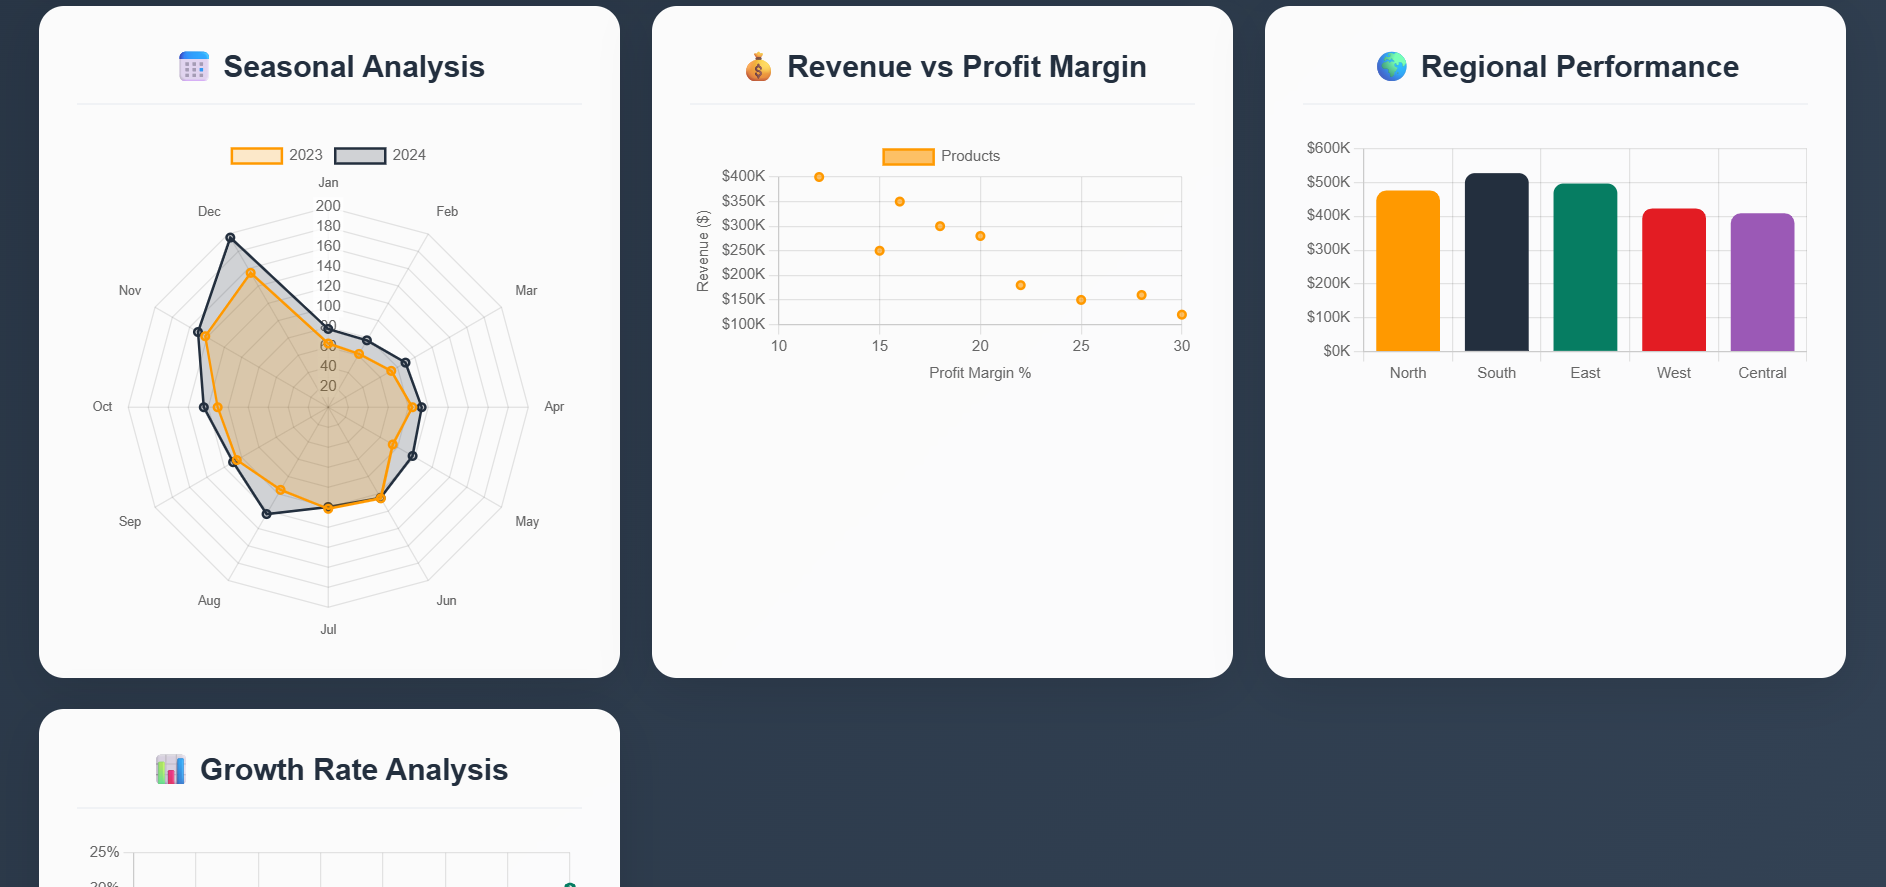 Seasonal Analysis
2023 2024
Jan
Feb
Mar
Apr
May
Jun
Jul
Aug
Sep
Oct
Nov
Dec
200
180
160
140
120
100
80
60
40
20
Revenue vs Profit Margin
Products
Revenue ($)
$400K
$350K
$300K
$250K
$200K
$150K
$100K
10 15 20 25 30
Profit Margin %
Regional Performance
$600K
$500K
$400K
$300K
$200K
$100K
$0K
North South East West Central
Growth Rate Analysis
25%
20%